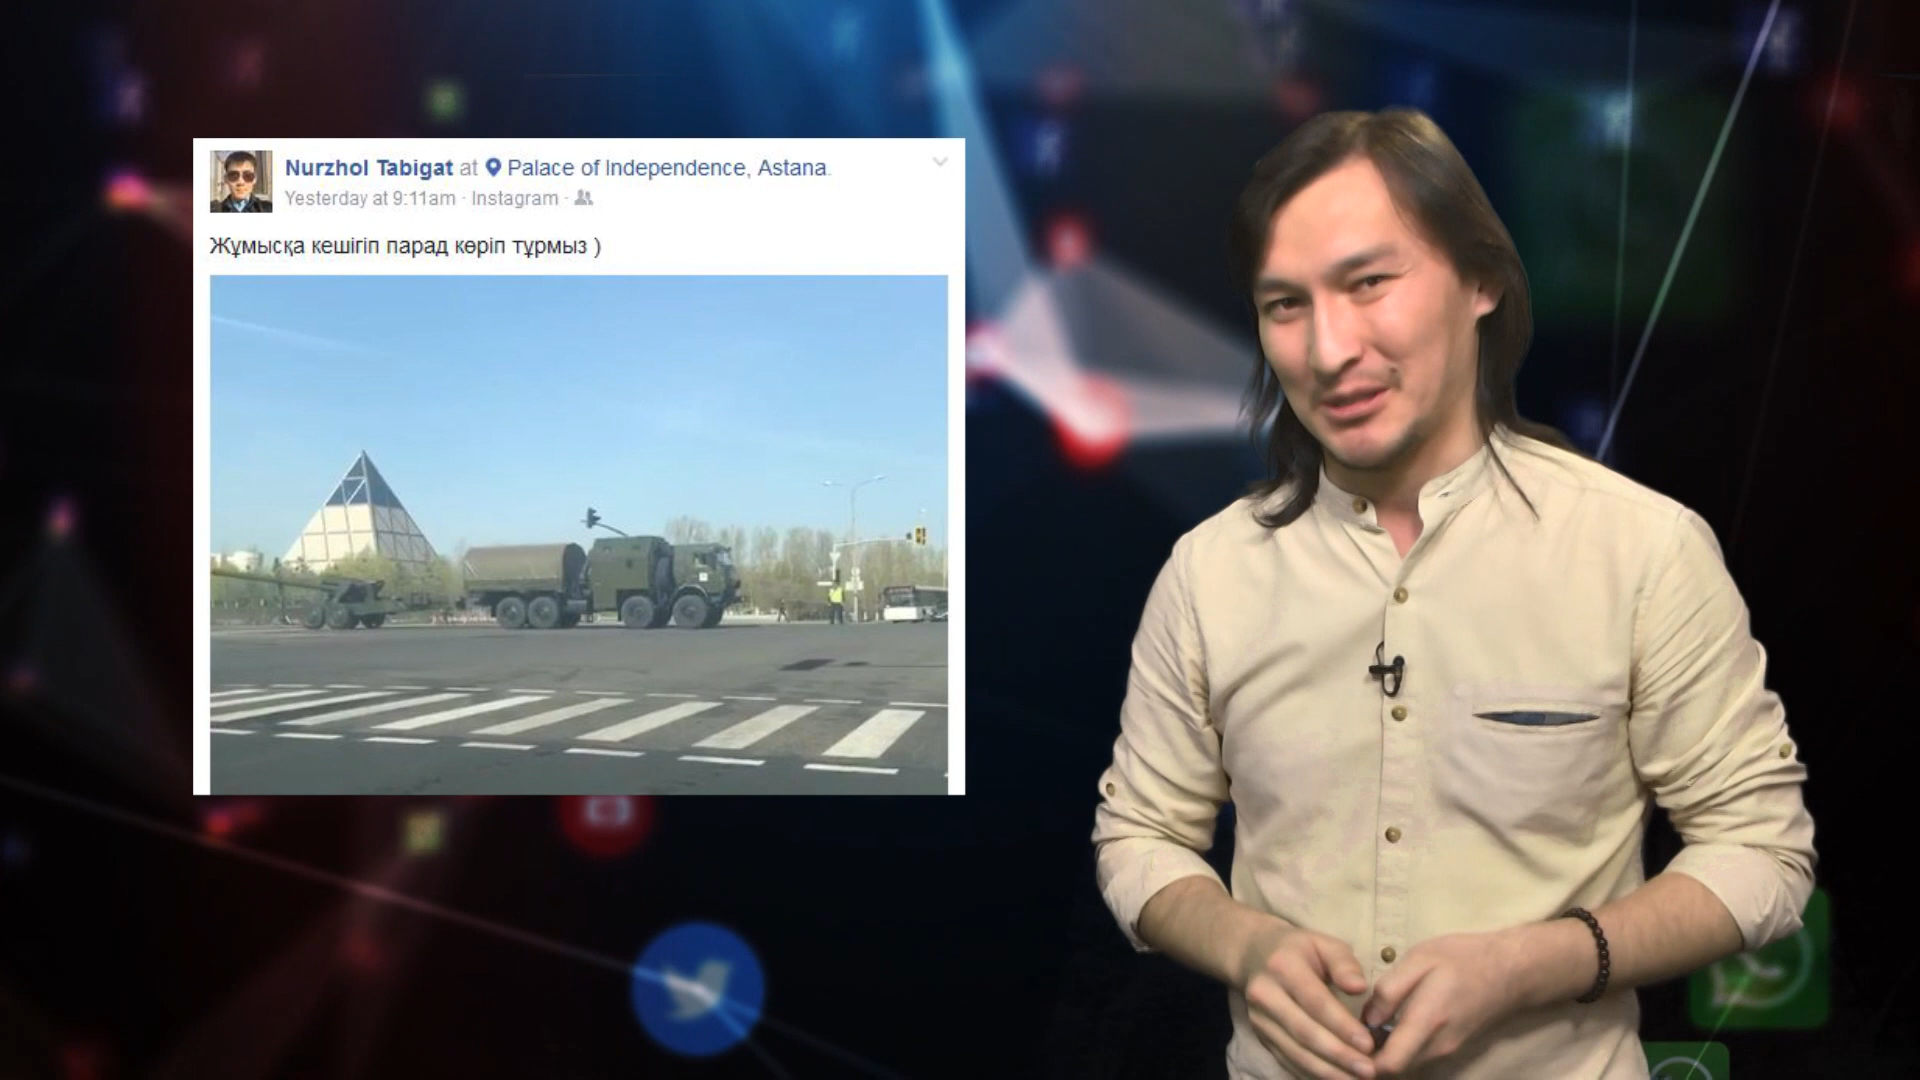 Nurzhol Tabigat at Palace of Independence, Astana.
Yesterday at 9:11am · Instagram ·
Жұмысқа кешігіп парад көріп тұрмыз )